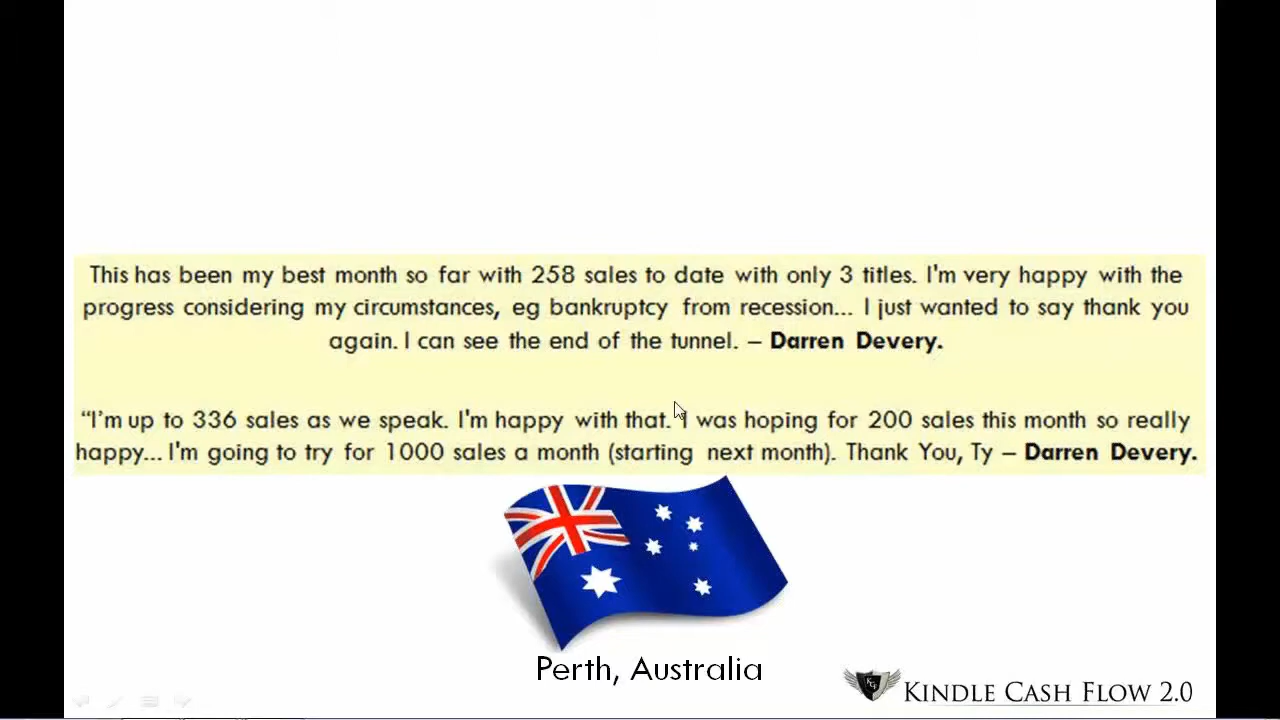 This has been my best month so far with 258 sales to date with only 3 titles. I'm very happy with the
progress considering my circumstances, eg bankruptcy from recession... I just wanted to say thank you
again. I can see the end of the tunnel. – Darren Devery.
“I'm up to 336 sales as we speak. I'm happy with that. I was hoping for 200 sales this month so really
happy... I'm going to try for 1000 sales a month (starting next month). Thank You, Ty – Darren Devery.
Perth, Australia
KINDLE CASH FLOW 2.0